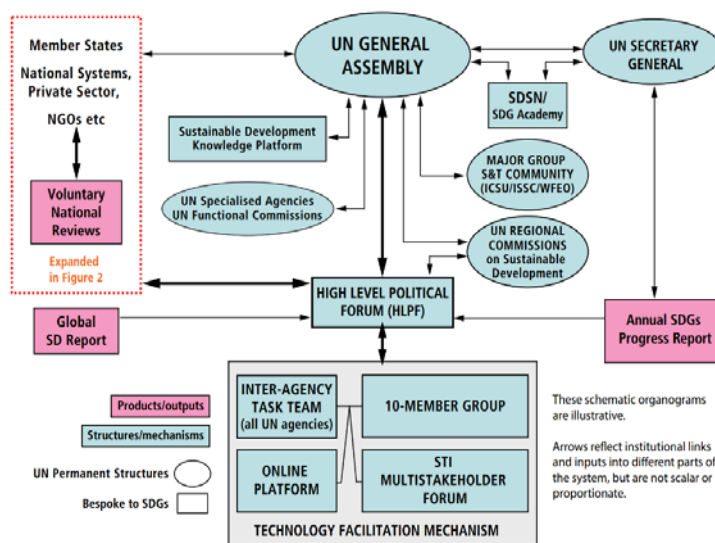 Member States
National Systems,
Private Sector,
NGOs etc
Voluntary
National
Reviews
Expanded
in Figure 2
UN GENERAL
ASSEMBLY
UN SECRETARY
GENERAL
SDSN/
SDG Academy
Sustainable Development
Knowledge Platform
MAJOR GROUP
S&T COMMUNITY
(ICSU/ISSC/WFEO)
UN Specialised Agencies
UN Functional Commissions
UN REGIONAL
COMMISSIONS
on Sustainable
Development
HIGH LEVEL POLITICAL
FORUM (HLPF)
Global
SD Report
Annual SDGs
Progress Report
INTER-AGENCY
TASK TEAM
(all UN agencies)
10-MEMBER GROUP
ONLINE
PLATFORM
STI
MULTISTAKEHOLDER
FORUM
TECHNOLOGY FACILITATION MECHANISM
Products/outputs
Structures/mechanisms
UN Permanent Structures
Bespoke to SDGs
These schematic organograms
are illustrative.
Arrows reflect institutional links
and inputs into different parts of
the system, but are not scalar or
proportionate.